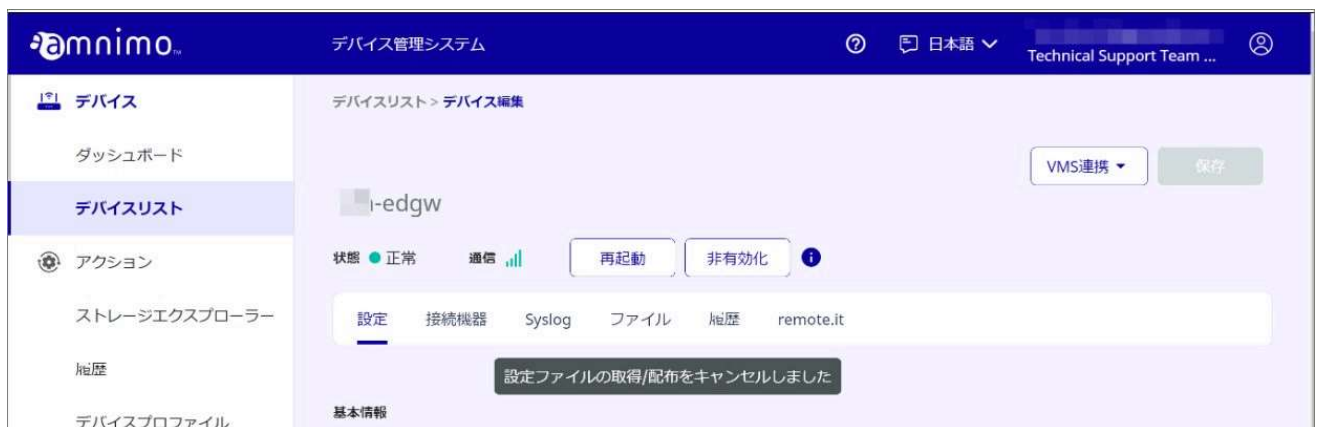 amnimo™
デバイス管理システム
日本語
Technical Support Team ...
デバイス
デバイスリスト > デバイス編集
ダッシュボード
VMS連携
保存
デバイスリスト
-edgw
アクション
状態 正常 通信 再起動 非有効化
ストレージエクスプローラー
設定 接続機器 Syslog ファイル 履歴 remote.it
履歴
設定ファイルの取得/配布をキャンセルしました
デバイスプロファイル
基本情報